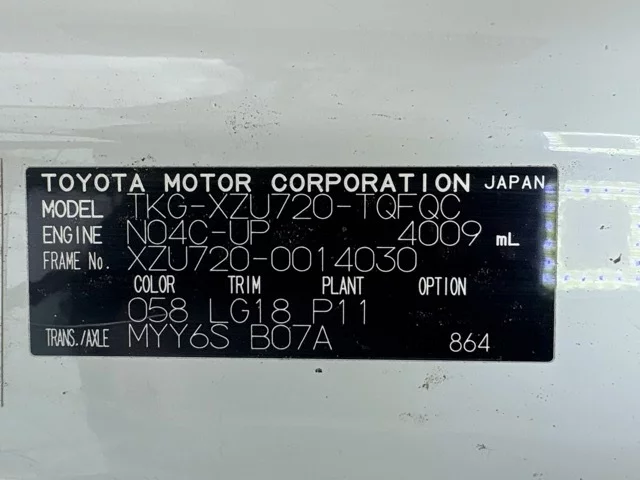 TOYOTA MOTOR CORPORATION JAPAN
MODEL TKG-XZU720-TQFQC
ENGINE N04C-UP 4009 mL
FRAME No. XZU720-0014030
COLOR TRIM PLANT OPTION
058 LG18 P11
TRANS./AXLE MYY6S B07A 864